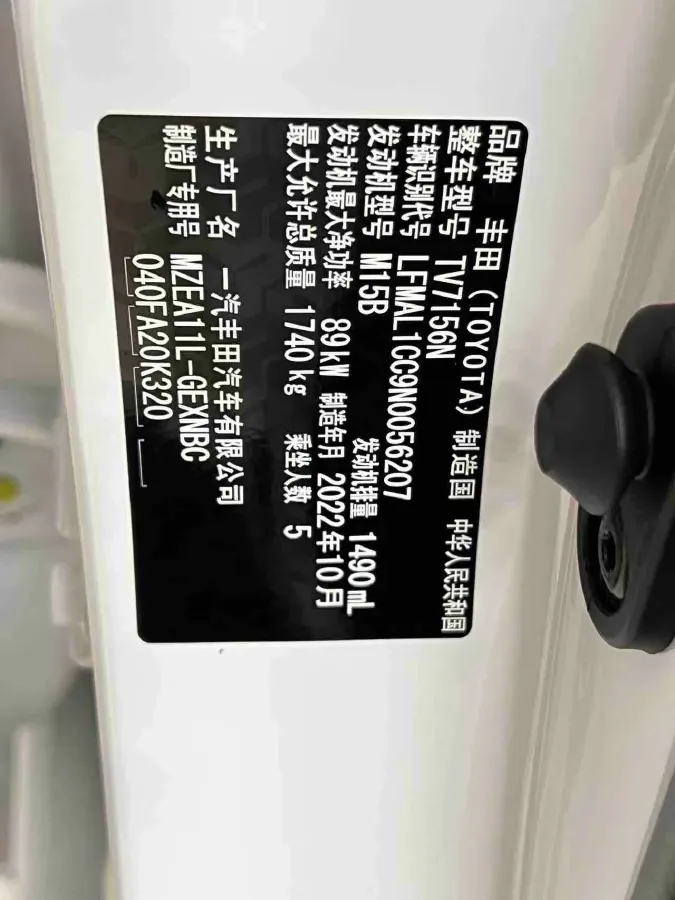 品牌 丰田 (TOYOTA) 制造国 中华人民共和国
整车型号 TV7156N
车辆识别代号 LFMAL1CC9N0056207
发动机型号 M15B 发动机排量 1490mL
发动机最大净功率 89kW 制造年月 2022年10月
最大允许总质量 1740kg 乘坐人数 5
生产厂名 一汽丰田汽车有限公司
制造厂专用号 MZEA11L-GEXNBC
040FA20K320